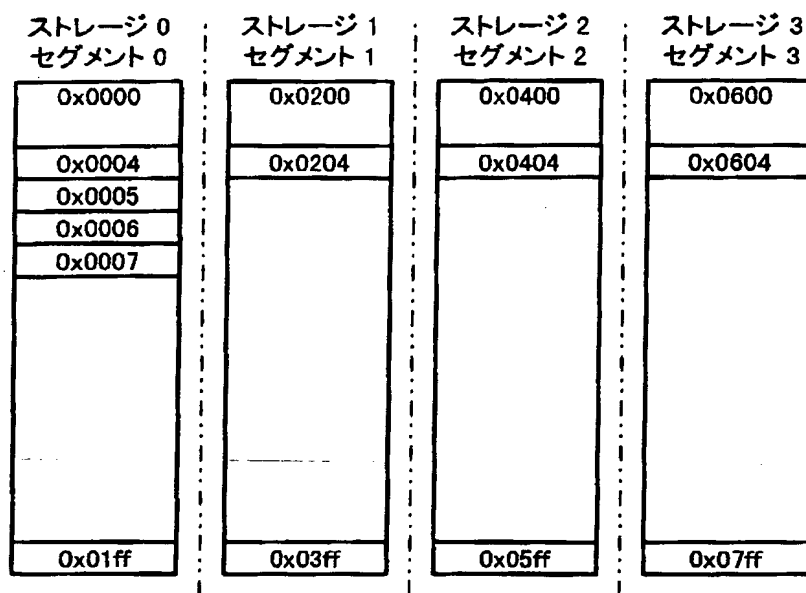 ストレージ 0
セグメント 0
0x0000
0x0004
0x0005
0x0006
0x0007
0x01ff
ストレージ 1
セグメント 1
0x0200
0x0204
0x03ff
ストレージ 2
セグメント 2
0x0400
0x0404
0x05ff
ストレージ 3
セグメント 3
0x0600
0x0604
0x07ff